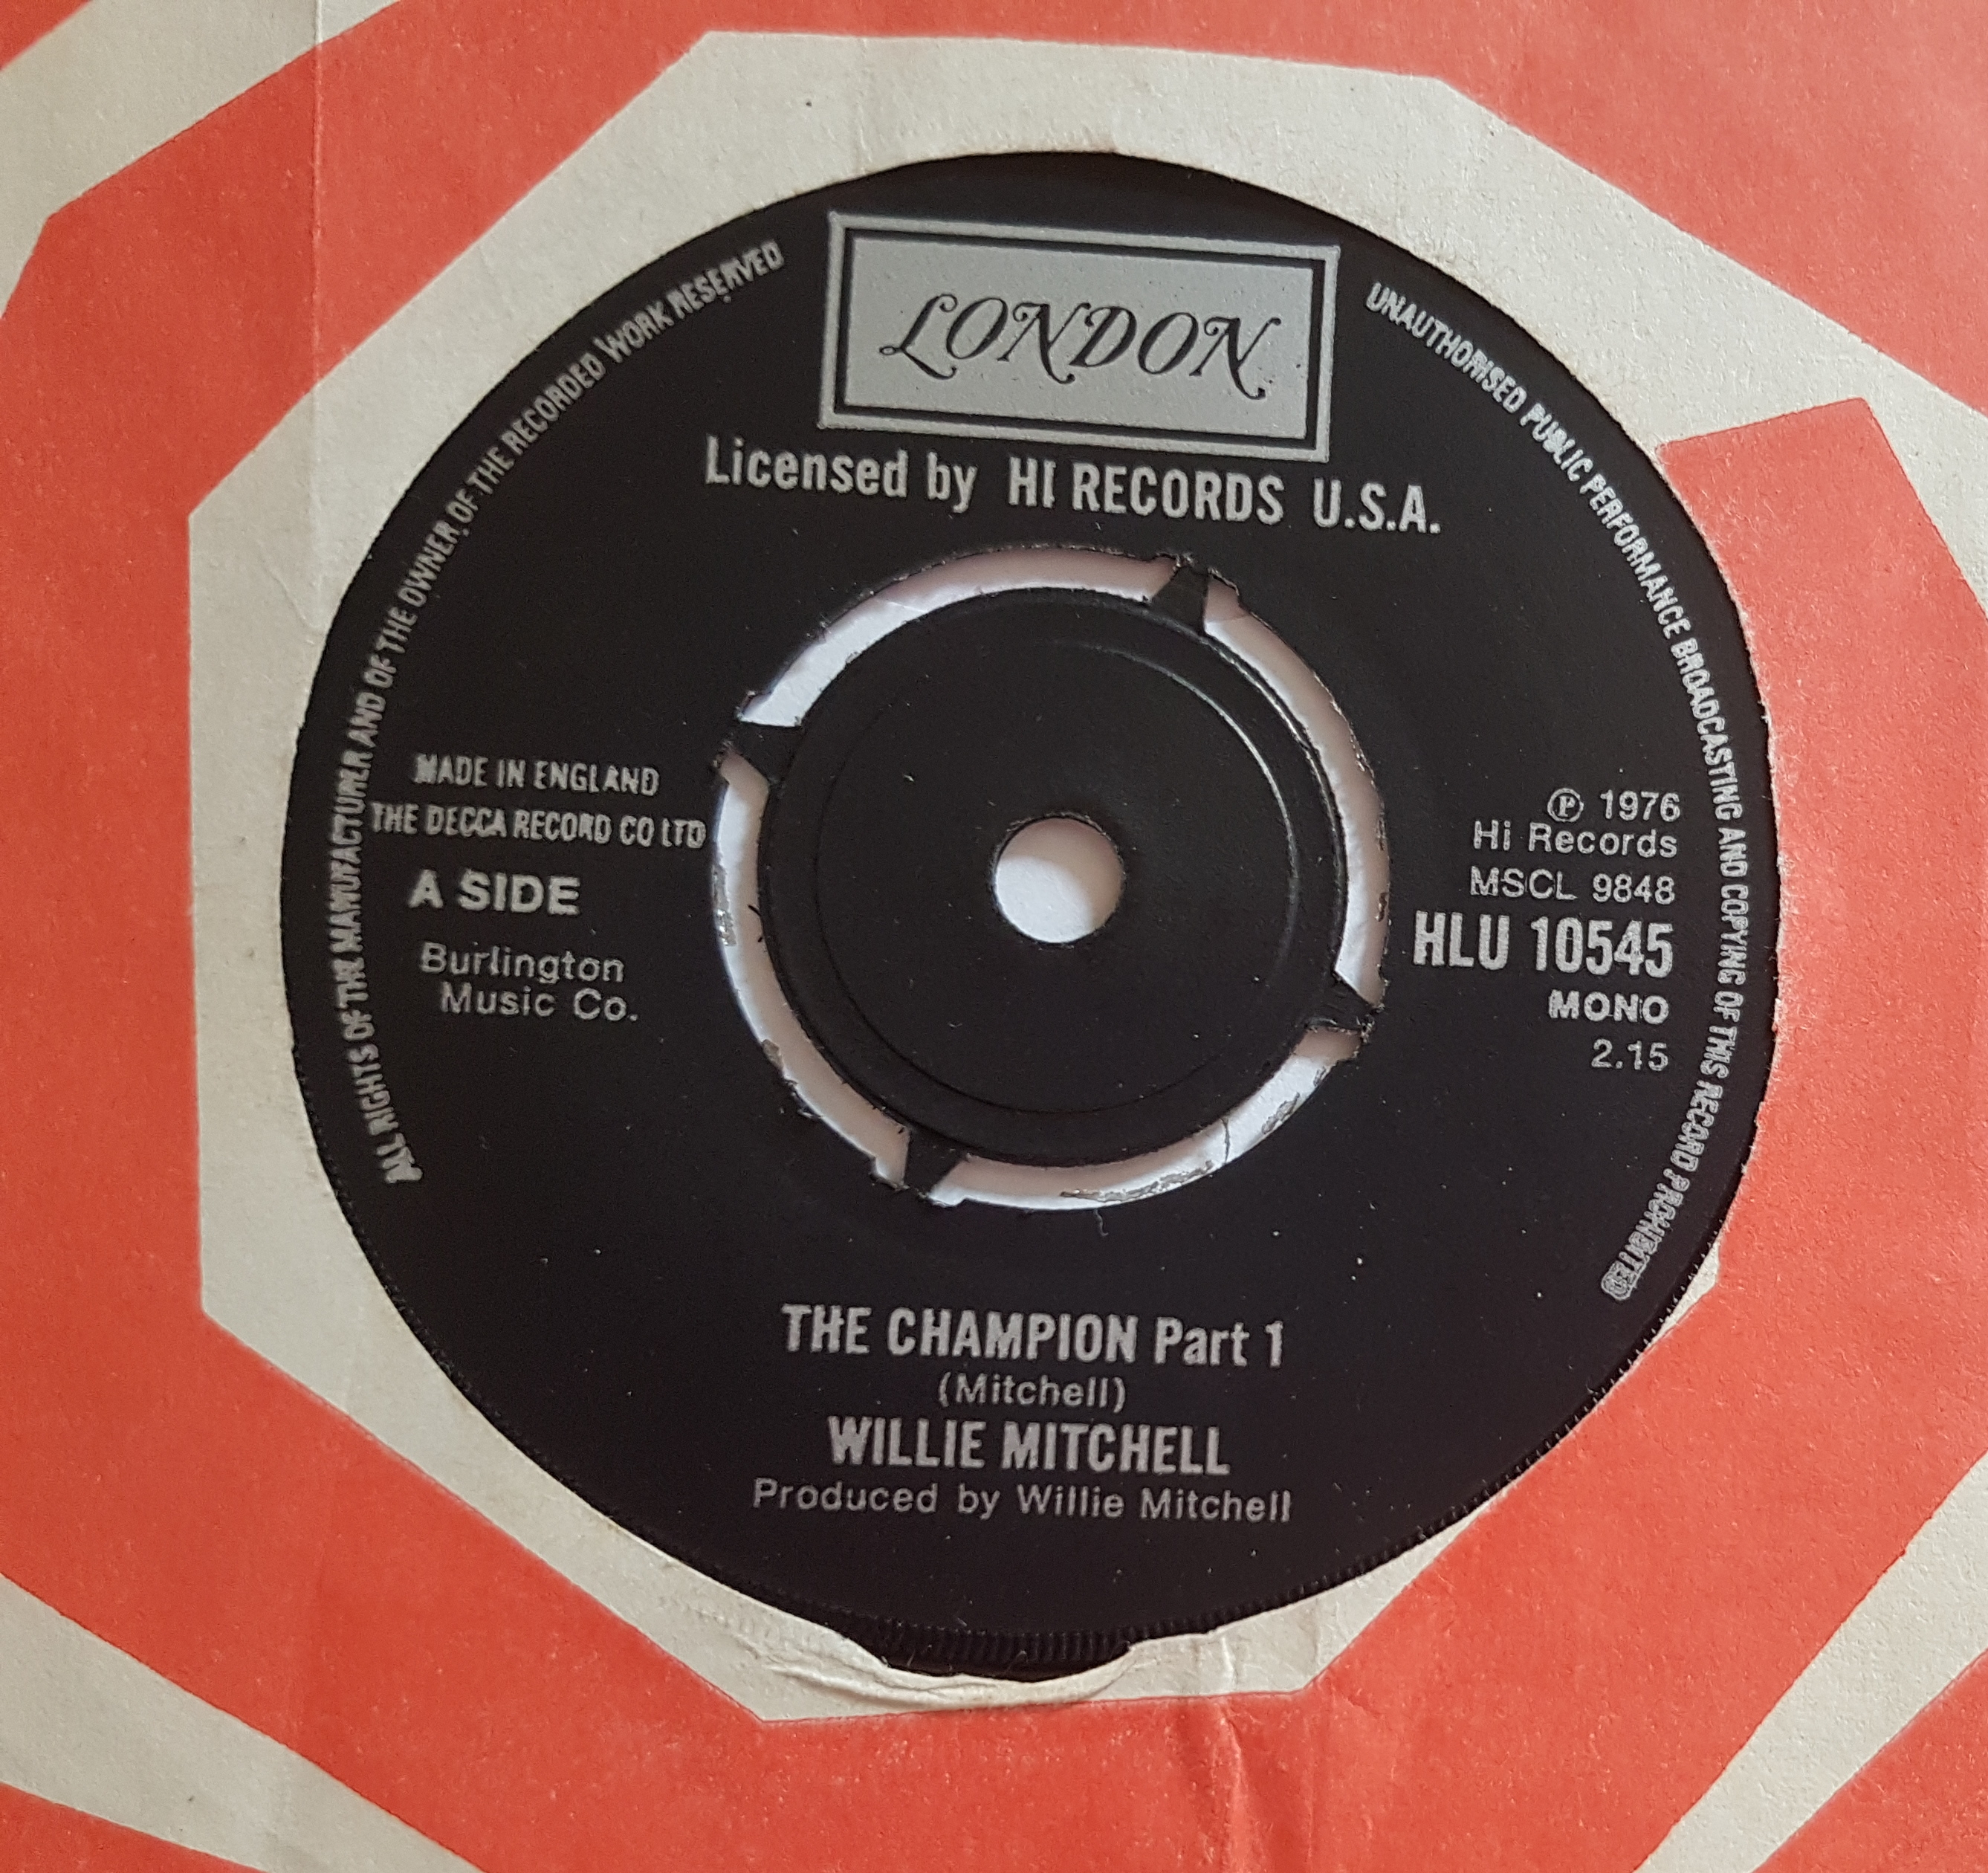 LONDON
Licensed by HI RECORDS U.S.A.
ALL RIGHTS OF THE MANUFACTURER AND OF THE OWNER OF THE RECORDED WORK RESERVED
UNAUTHORISED PUBLIC PERFORMANCE BROADCASTING AND COPYING OF THIS RECORD PROHIBITED
MADE IN ENGLAND
THE DECCA RECORD CO LTD
A SIDE
Burlington
Music Co.
℗ 1976
Hi Records
MSCL 9848
HLU 10545
MONO
2.15
THE CHAMPION Part 1
(Mitchell)
WILLIE MITCHELL
Produced by Willie Mitchell